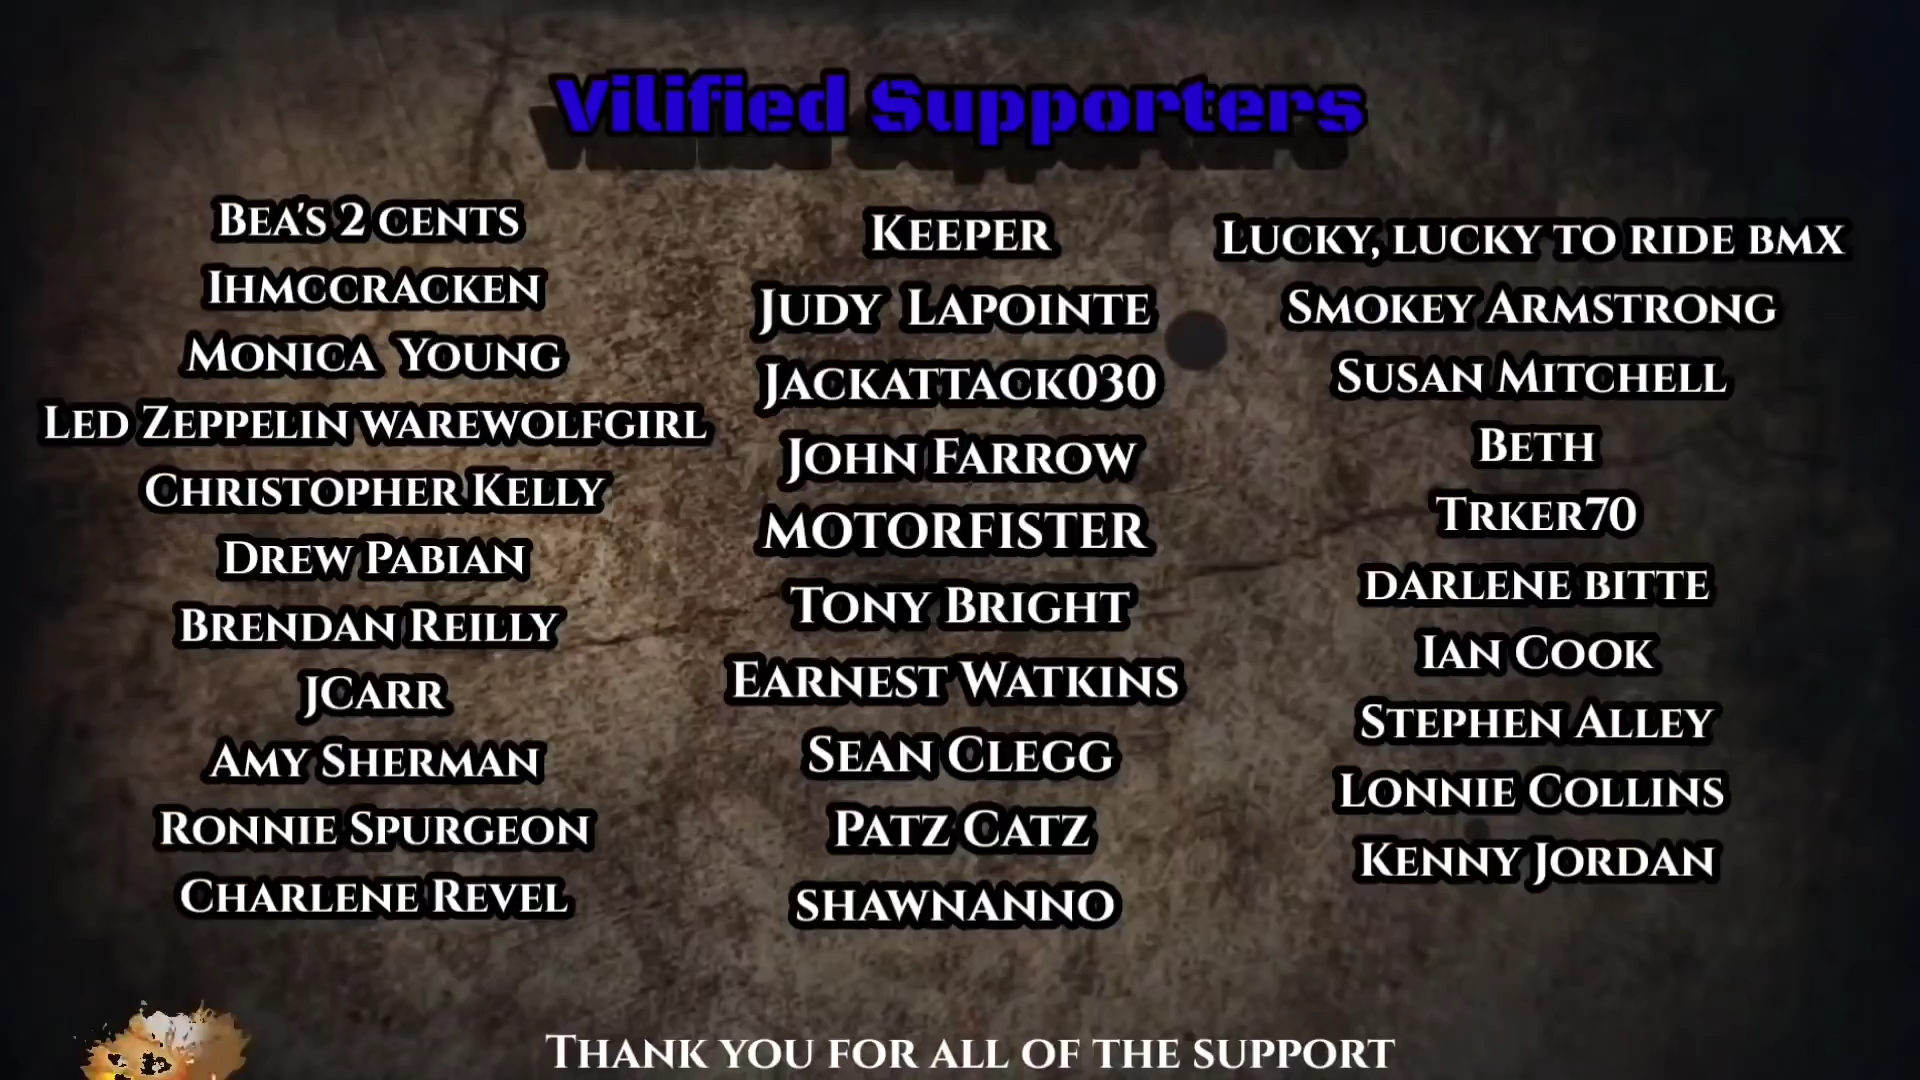 Vilified Supporters
Bea's 2 cents
Ihmccracken
Monica Young
Led Zeppelin warewolfgirl
Christopher Kelly
Drew Pabian
Brendan Reilly
JCarr
Amy Sherman
Ronnie Spurgeon
Charlene Revel
Keeper
Judy Lapointe
Jackattack030
John Farrow
MOTORFISTER
Tony Bright
Earnest Watkins
Sean Clegg
Patz Catz
shawnanno
Lucky, lucky to ride bmx
Smokey Armstrong
Susan Mitchell
Beth
Trker70
darlene bitte
Ian Cook
Stephen Alley
Lonnie Collins
Kenny Jordan
Thank you for all of the support